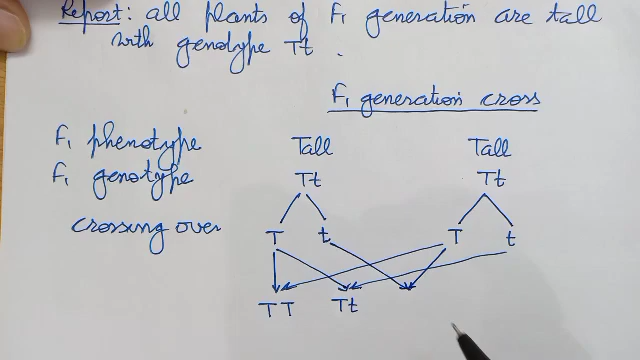 Report: all plants of F1 generation are tall
with genotype Tt .
F1 generation cross
F1 phenotype Tall Tall
F1 genotype Tt Tt
crossing over T t T t
TT Tt